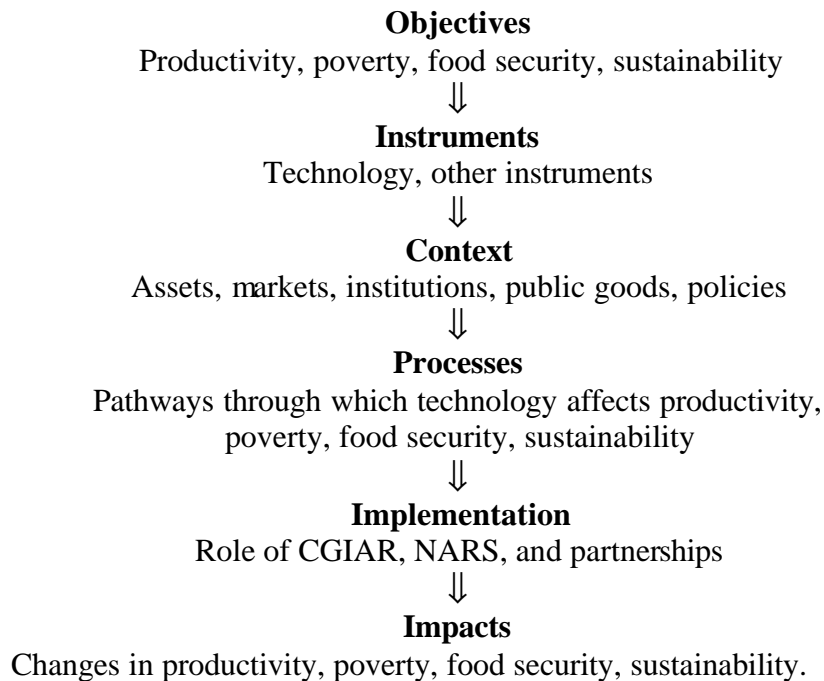 Objectives
Productivity, poverty, food security, sustainability
⇓
Instruments
Technology, other instruments
⇓
Context
Assets, markets, institutions, public goods, policies
⇓
Processes
Pathways through which technology affects productivity,
poverty, food security, sustainability
⇓
Implementation
Role of CGIAR, NARS, and partnerships
⇓
Impacts
Changes in productivity, poverty, food security, sustainability.